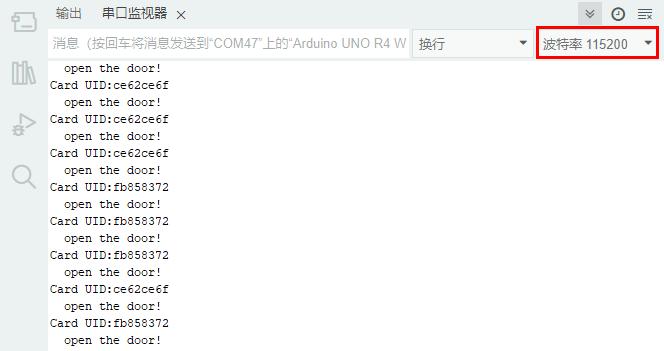 输出 串口监视器
消息（按回车将消息发送到“COM47”上的“Arduino UNO R4 W
换行
波特率 115200
open the door!
Card UID:ce62ce6f
open the door!
Card UID:ce62ce6f
open the door!
Card UID:ce62ce6f
open the door!
Card UID:fb858372
open the door!
Card UID:fb858372
open the door!
Card UID:fb858372
open the door!
Card UID:ce62ce6f
open the door!
Card UID:fb858372
open the door!